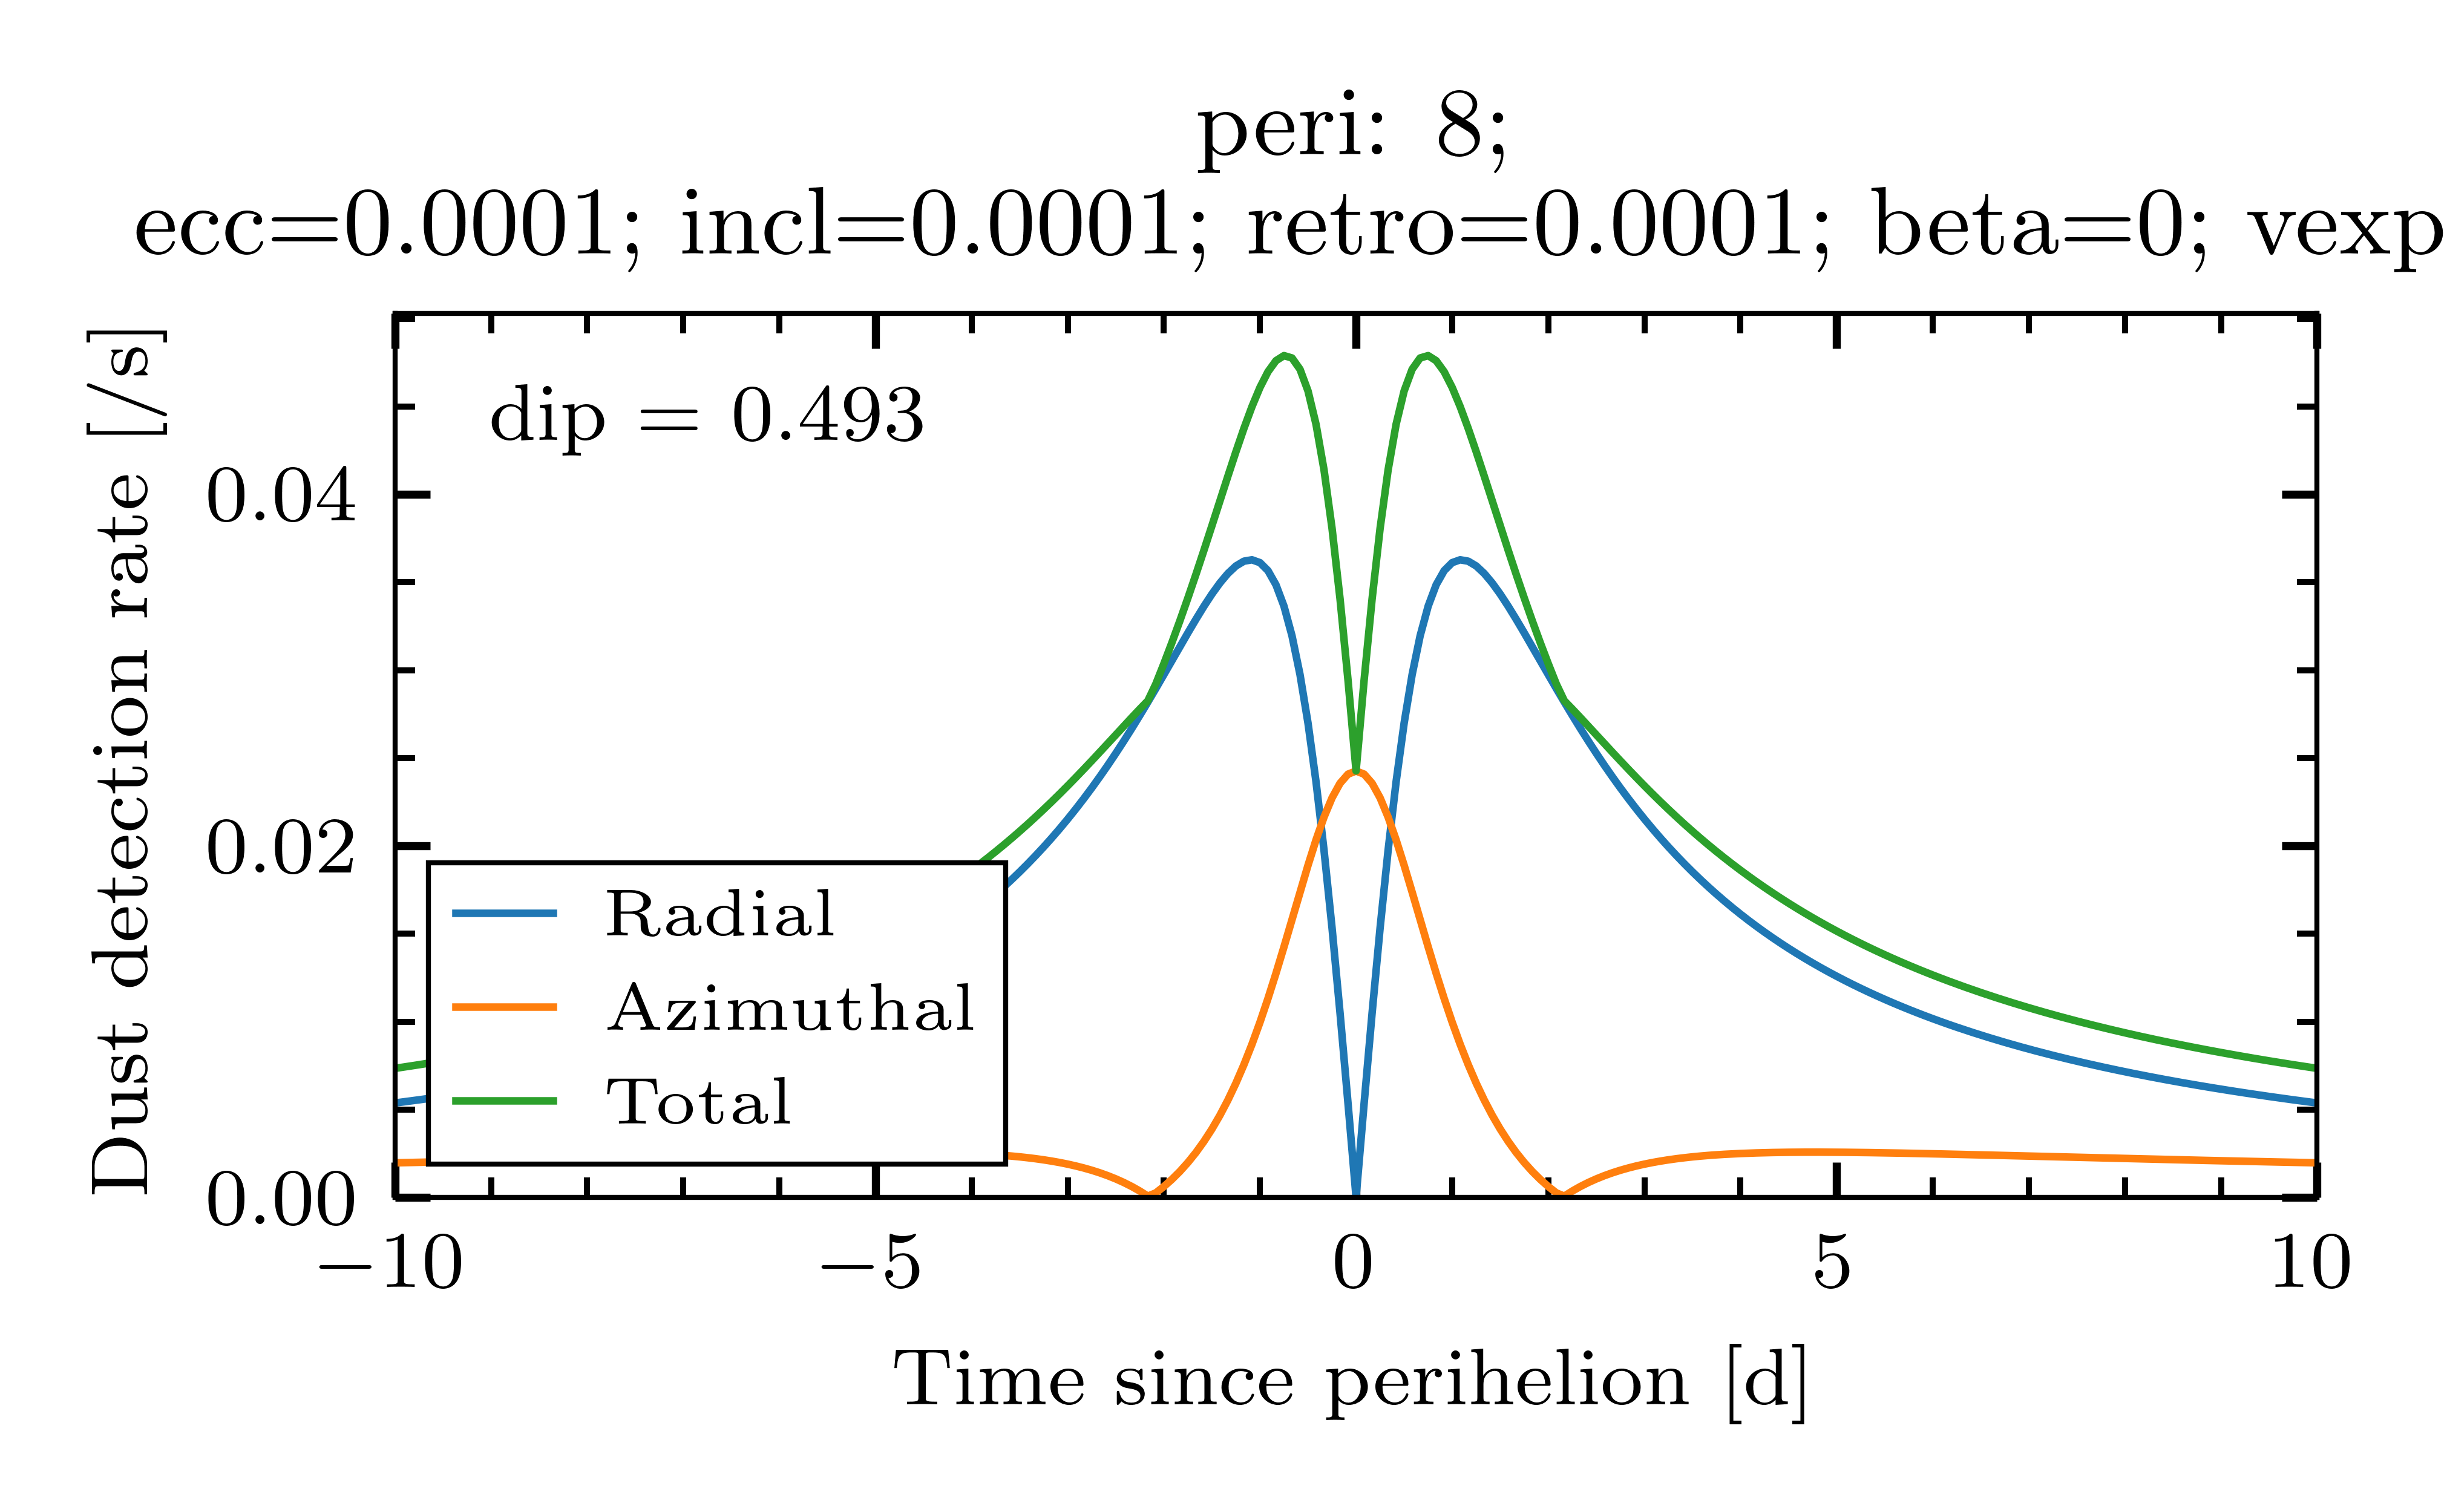 peri: 8;
ecc=0.0001; incl=0.0001; retro=0.0001; beta=0; vexp
dip = 0.493
Dust detection rate [/s]
0.04
0.02
0.00
Radial
Azimuthal
Total
−10
−5
0
5
10
Time since perihelion [d]